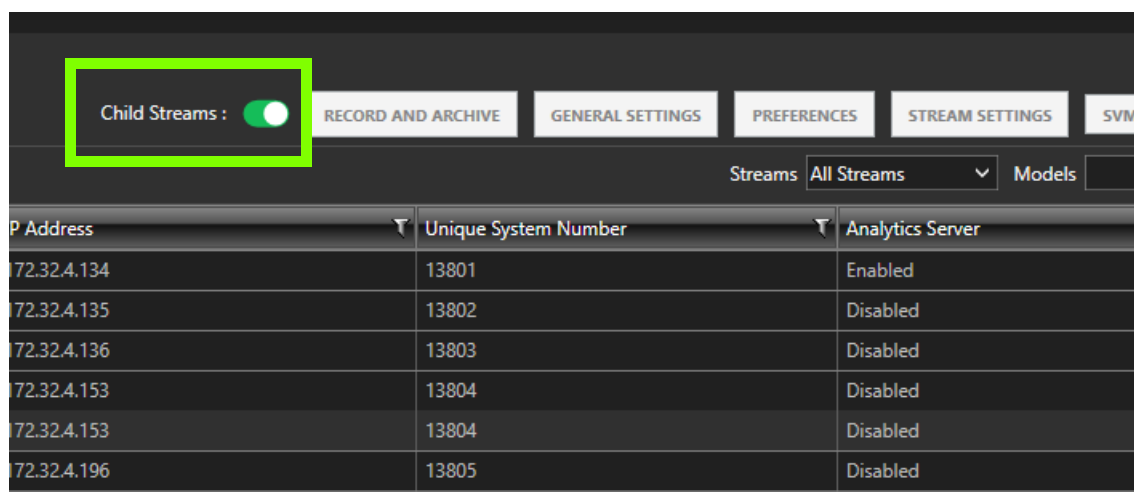 Child Streams :
RECORD AND ARCHIVE GENERAL SETTINGS PREFERENCES STREAM SETTINGS SVM
Streams All Streams Models
P Address Unique System Number Analytics Server
172.32.4.134 13801 Enabled
172.32.4.135 13802 Disabled
172.32.4.136 13803 Disabled
172.32.4.153 13804 Disabled
172.32.4.153 13804 Disabled
172.32.4.196 13805 Disabled